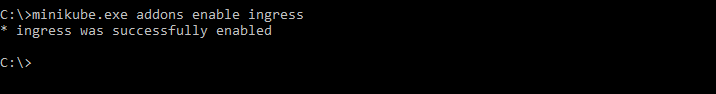 C:\>minikube.exe addons enable ingress
* ingress was successfully enabled
C:\>